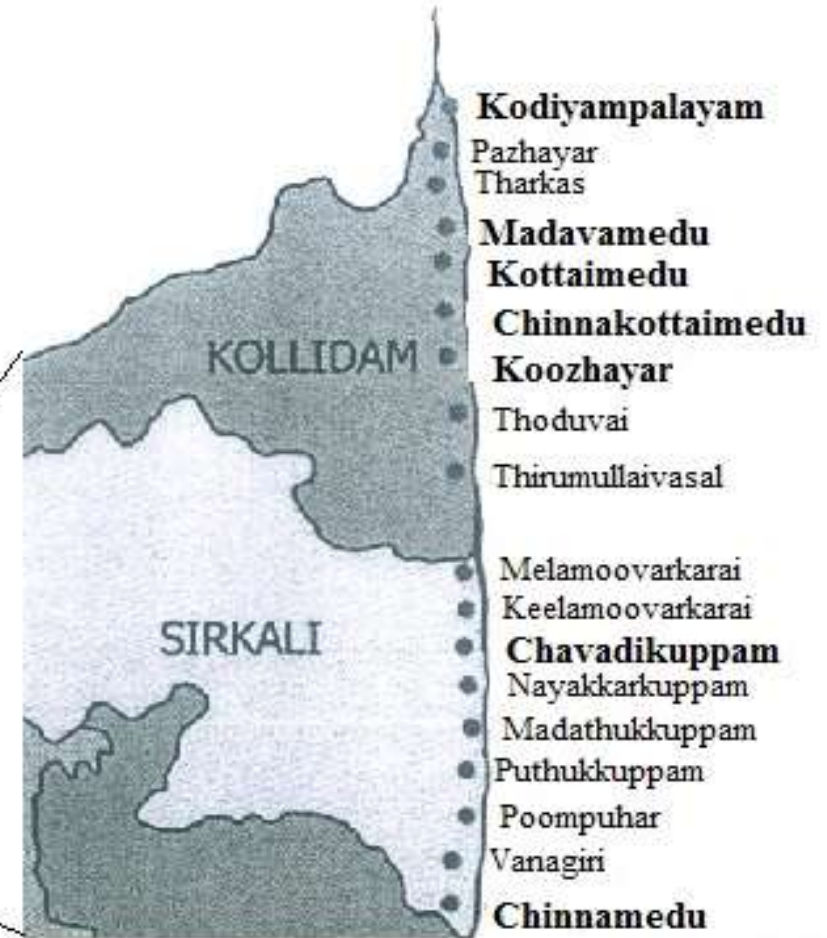 Kodiyampalayam
Pazhayar
Tharkas
Madavamedu
Kottaimedu
Chinnakottaimedu
KOLLIDAM
Koozhayar
Thoduvai
Thirumullaivasal
Melamoovarkarai
Keelamoovarkarai
SIRKALI
Chavadikuppam
Nayakkarkuppam
Madathukkuppam
Puthukkuppam
Poompuhar
Vanagiri
Chinnamedu